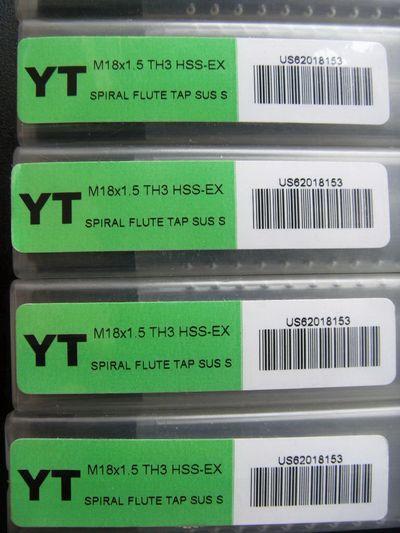 YT
M18x1.5 TH3 HSS-EX
SPIRAL FLUTE TAP SUS S
US62018153
YT
M18x1.5 TH3 HSS-EX
SPIRAL FLUTE TAP SUS S
US62018153
YT
M18x1.5 TH3 HSS-EX
SPIRAL FLUTE TAP SUS S
US62018153
YT
M18x1.5 TH3 HSS-EX
SPIRAL FLUTE TAP SUS S
US62018153